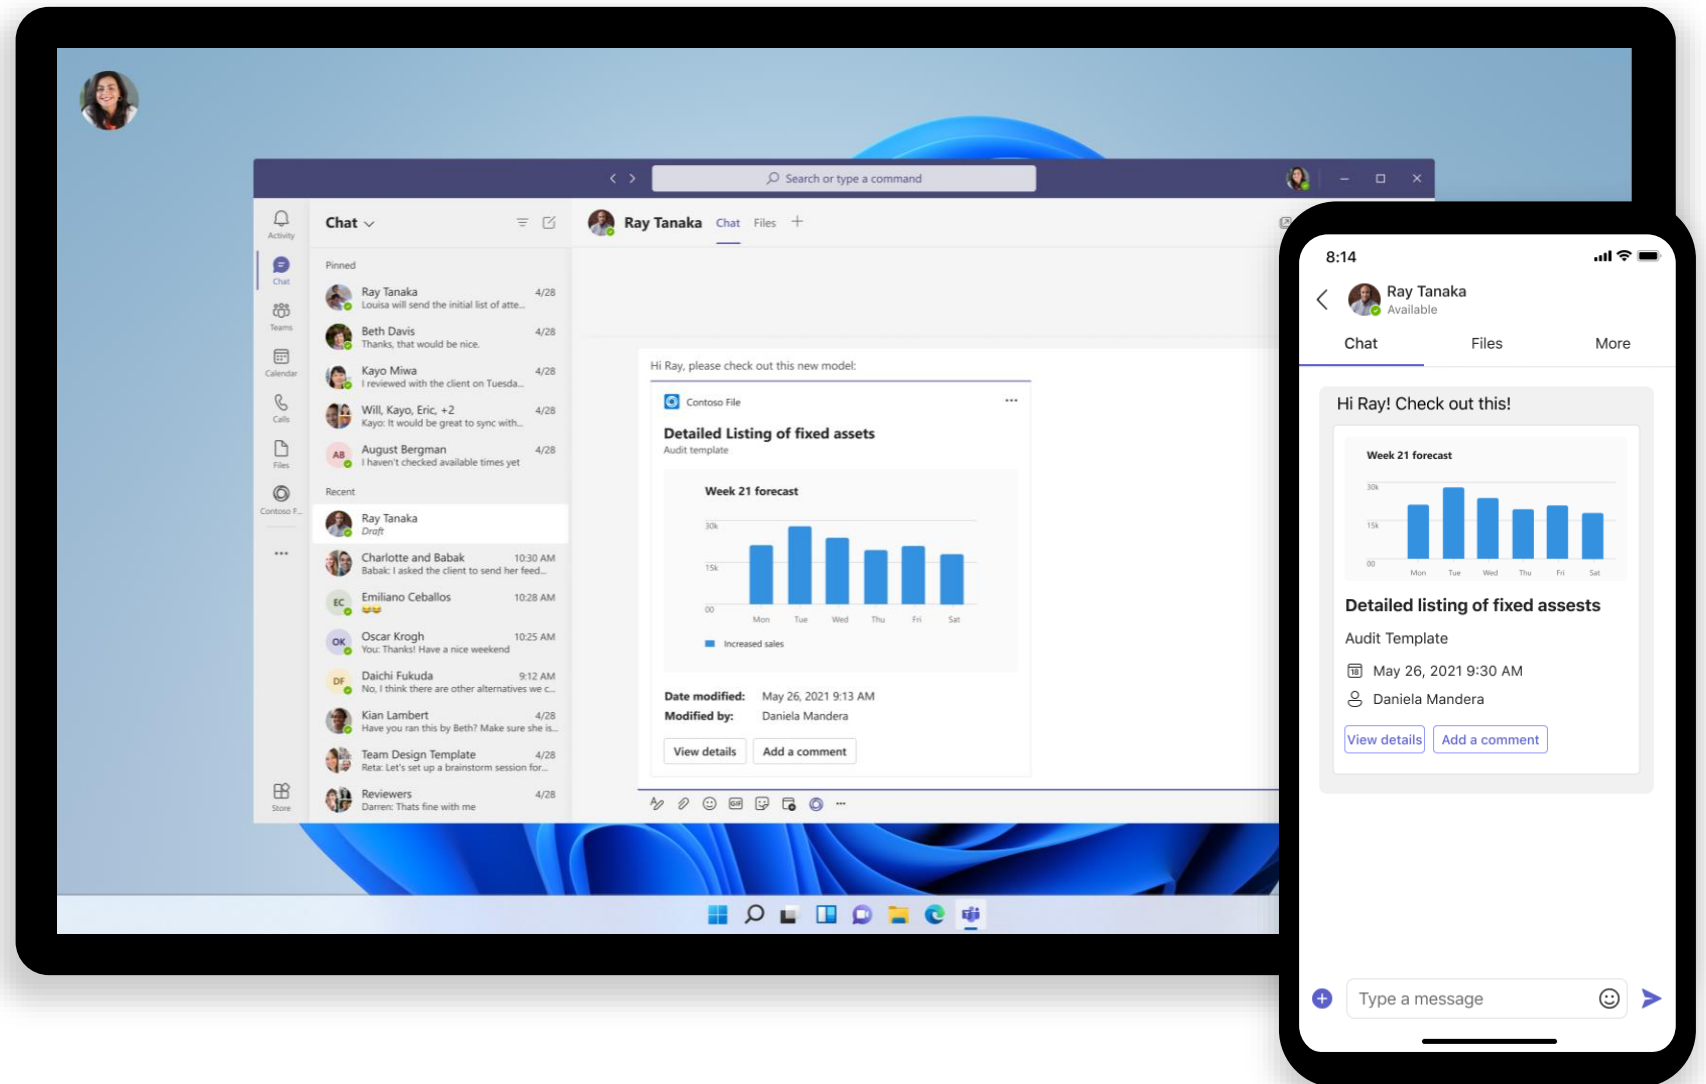 Search or type a command
Activity
Chat
Teams
Calendar
Calls
Files
Contoso F...
Store
Chat
Pinned
Ray Tanaka 4/28
Louisa will send the initial list of atte...
Beth Davis 4/28
Thanks, that would be nice.
Kayo Miwa 4/28
I reviewed with the client on Tuesda...
Will, Kayo, Eric, +2 4/28
Kayo: It would be great to sync with...
AB
August Bergman 4/28
I haven't checked available times yet
Recent
Ray Tanaka
Draft
Charlotte and Babak 10:30 AM
Babak: I asked the client to send her feed...
EC
Emiliano Ceballos 10:28 AM
OK
Oscar Krogh 10:25 AM
You: Thanks! Have a nice weekend
DF
Daichi Fukuda 9:12 AM
No, I think there are other alternatives we c...
Kian Lambert 4/28
Have you ran this by Beth? Make sure she is...
Team Design Template 4/28
Reta: Let's set up a brainstorm session for...
Reviewers 4/28
Darren: Thats fine with me
Ray Tanaka Chat Files
Hi Ray, please check out this new model:
Contoso File
Detailed Listing of fixed assets
Audit template
Week 21 forecast
30k
15k
00
Mon Tue Wed Thu Fri Sat
Increased sales
Date modified: May 26, 2021 9:13 AM
Modified by: Daniela Mandera
View details Add a comment
GIF
8:14
Ray Tanaka
Available
Chat Files More
Hi Ray! Check out this!
Week 21 forecast
30k
15k
00
Mon Tue Wed Thu Fri Sat
Detailed listing of fixed assests
Audit Template
May 26, 2021 9:30 AM
Daniela Mandera
View details Add a comment
Type a message